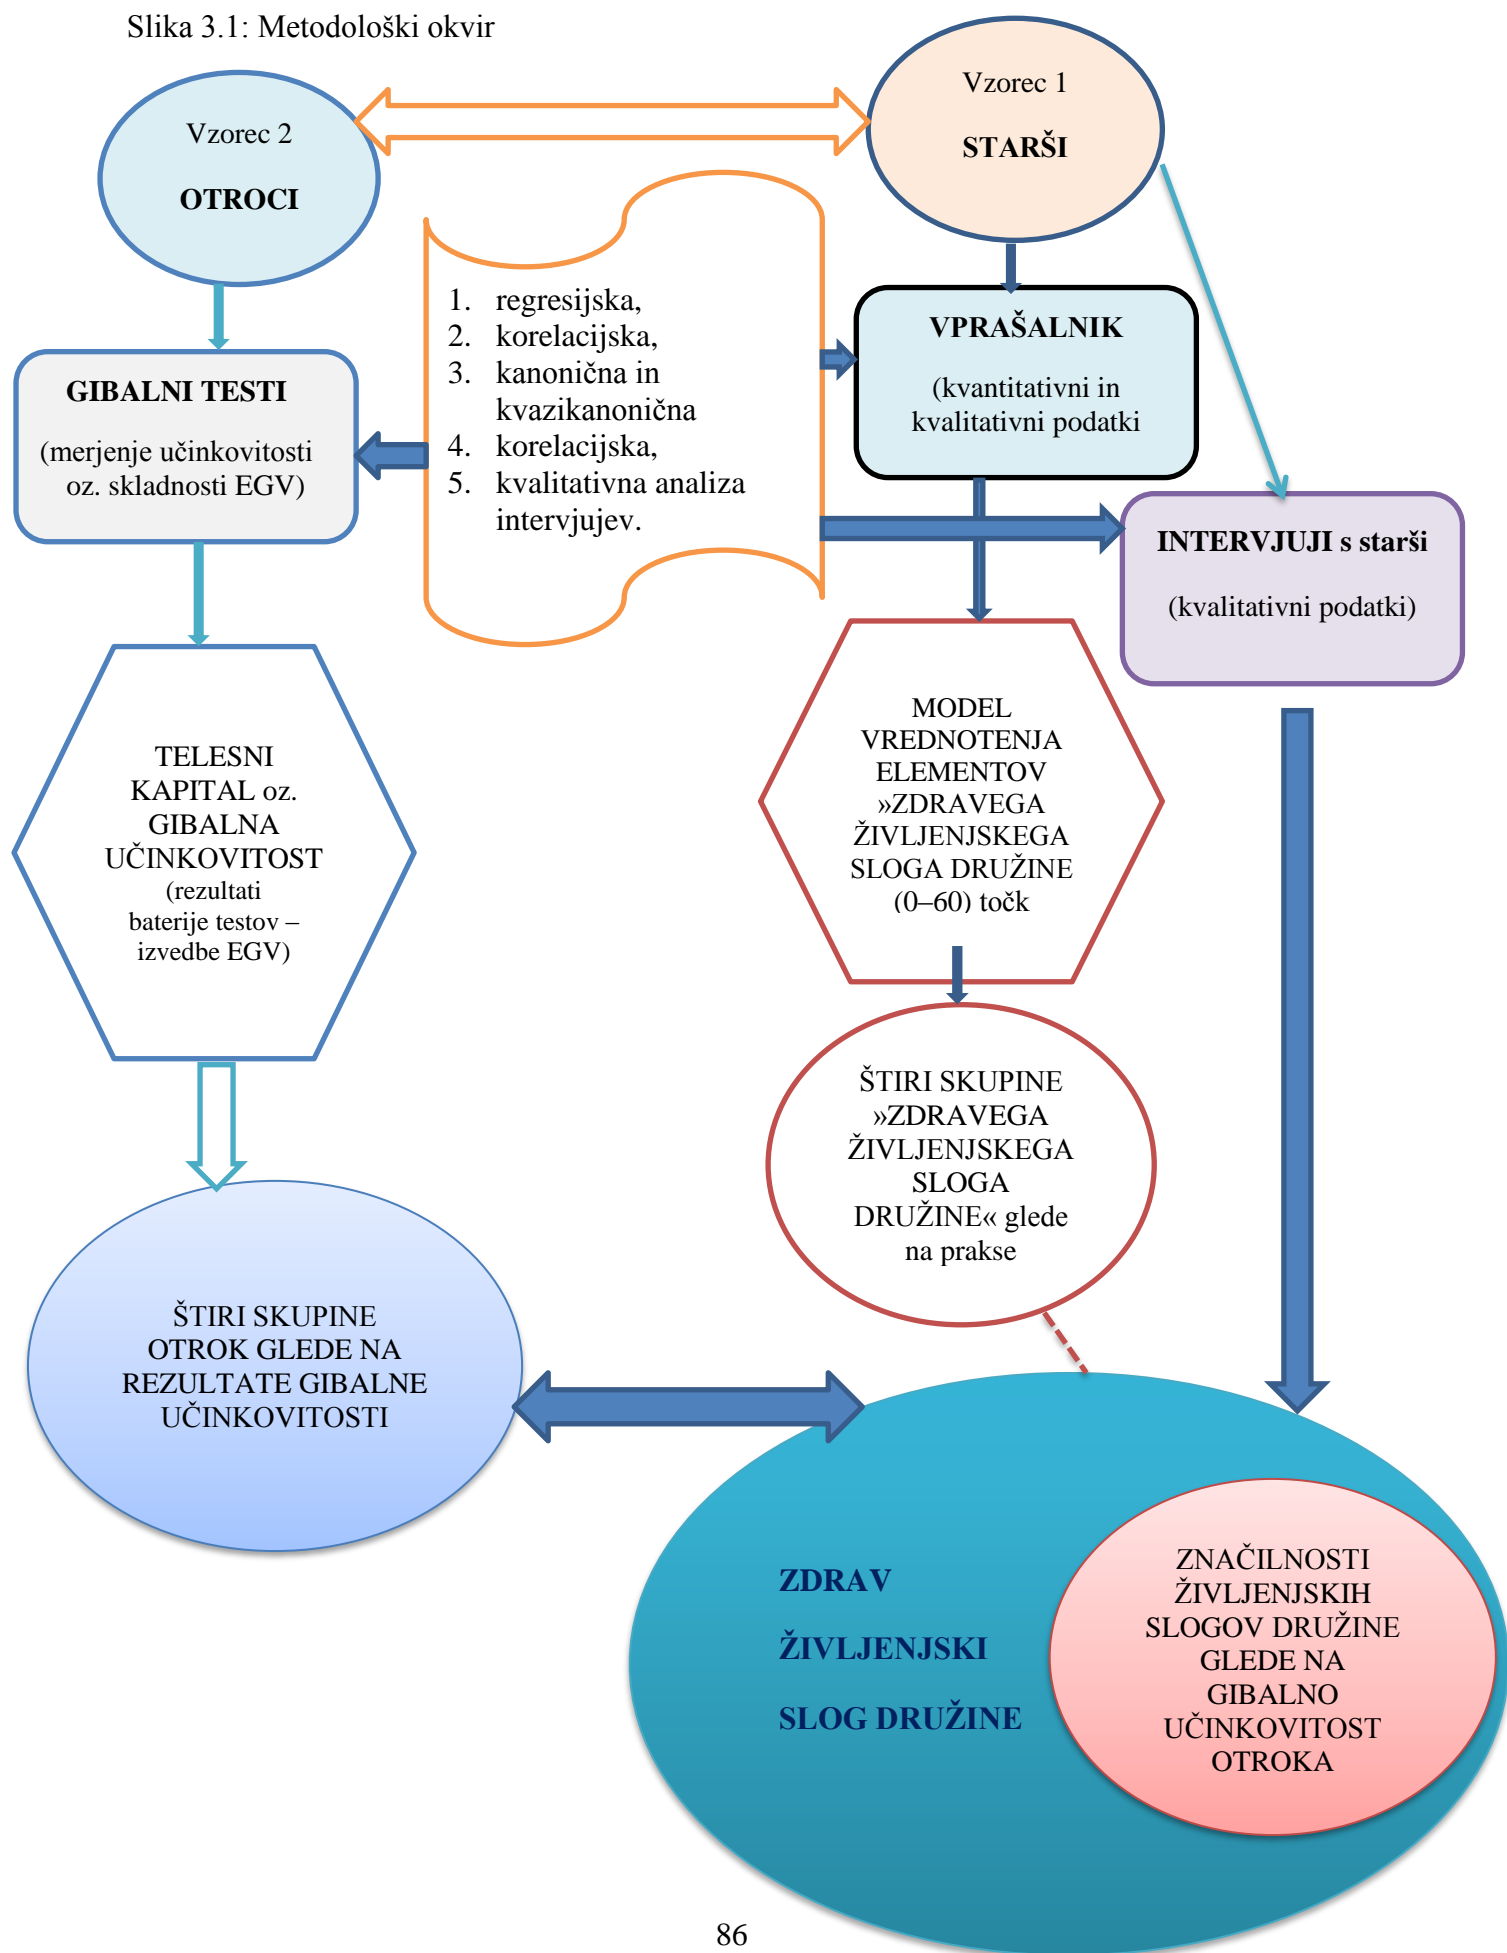 Slika 3.1: Metodološki okvir
Vzorec 1
STARŠI
Vzorec 2
OTROCI
1. regresijska,
2. korelacijska,
3. kanonična in
kvazikanonična
4. korelacijska,
5. kvalitativna analiza
intervjujev.
VPRAŠALNIK
(kvantitativni in
kvalitativni podatki
GIBALNI TESTI
(merjenje učinkovitosti
oz. skladnosti EGV)
INTERVJUJI s starši
(kvalitativni podatki)
TELESNI
KAPITAL oz.
GIBALNA
UČINKOVITOST
(rezultati
baterije testov –
izvedbe EGV)
MODEL
VREDNOTENJA
ELEMENTOV
»ZDRAVEGA
ŽIVLJENJSKEGA
SLOGA DRUŽINE
(0–60) točk
ŠTIRI SKUPINE
»ZDRAVEGA
ŽIVLJENJSKEGA
SLOGA
DRUŽINE« glede
na prakse
ŠTIRI SKUPINE
OTROK GLEDE NA
REZULTATE GIBALNE
UČINKOVITOSTI
ZDRAV
ŽIVLJENJSKI
SLOG DRUŽINE
ZNAČILNOSTI
ŽIVLJENJSKIH
SLOGOV DRUŽINE
GLEDE NA
GIBALNO
UČINKOVITOST
OTROKA
86